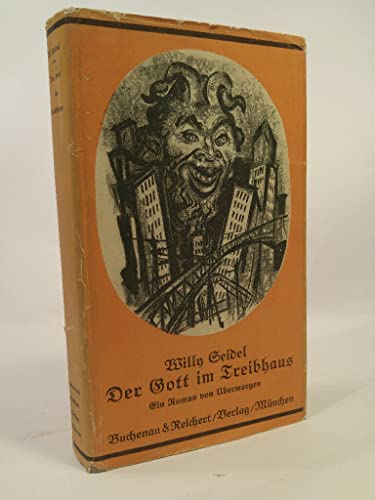 Willy Seidel
Der Gott im Treibhaus
Ein Roman von Übermorgen
Buchenau & Reichert / Verlag / München